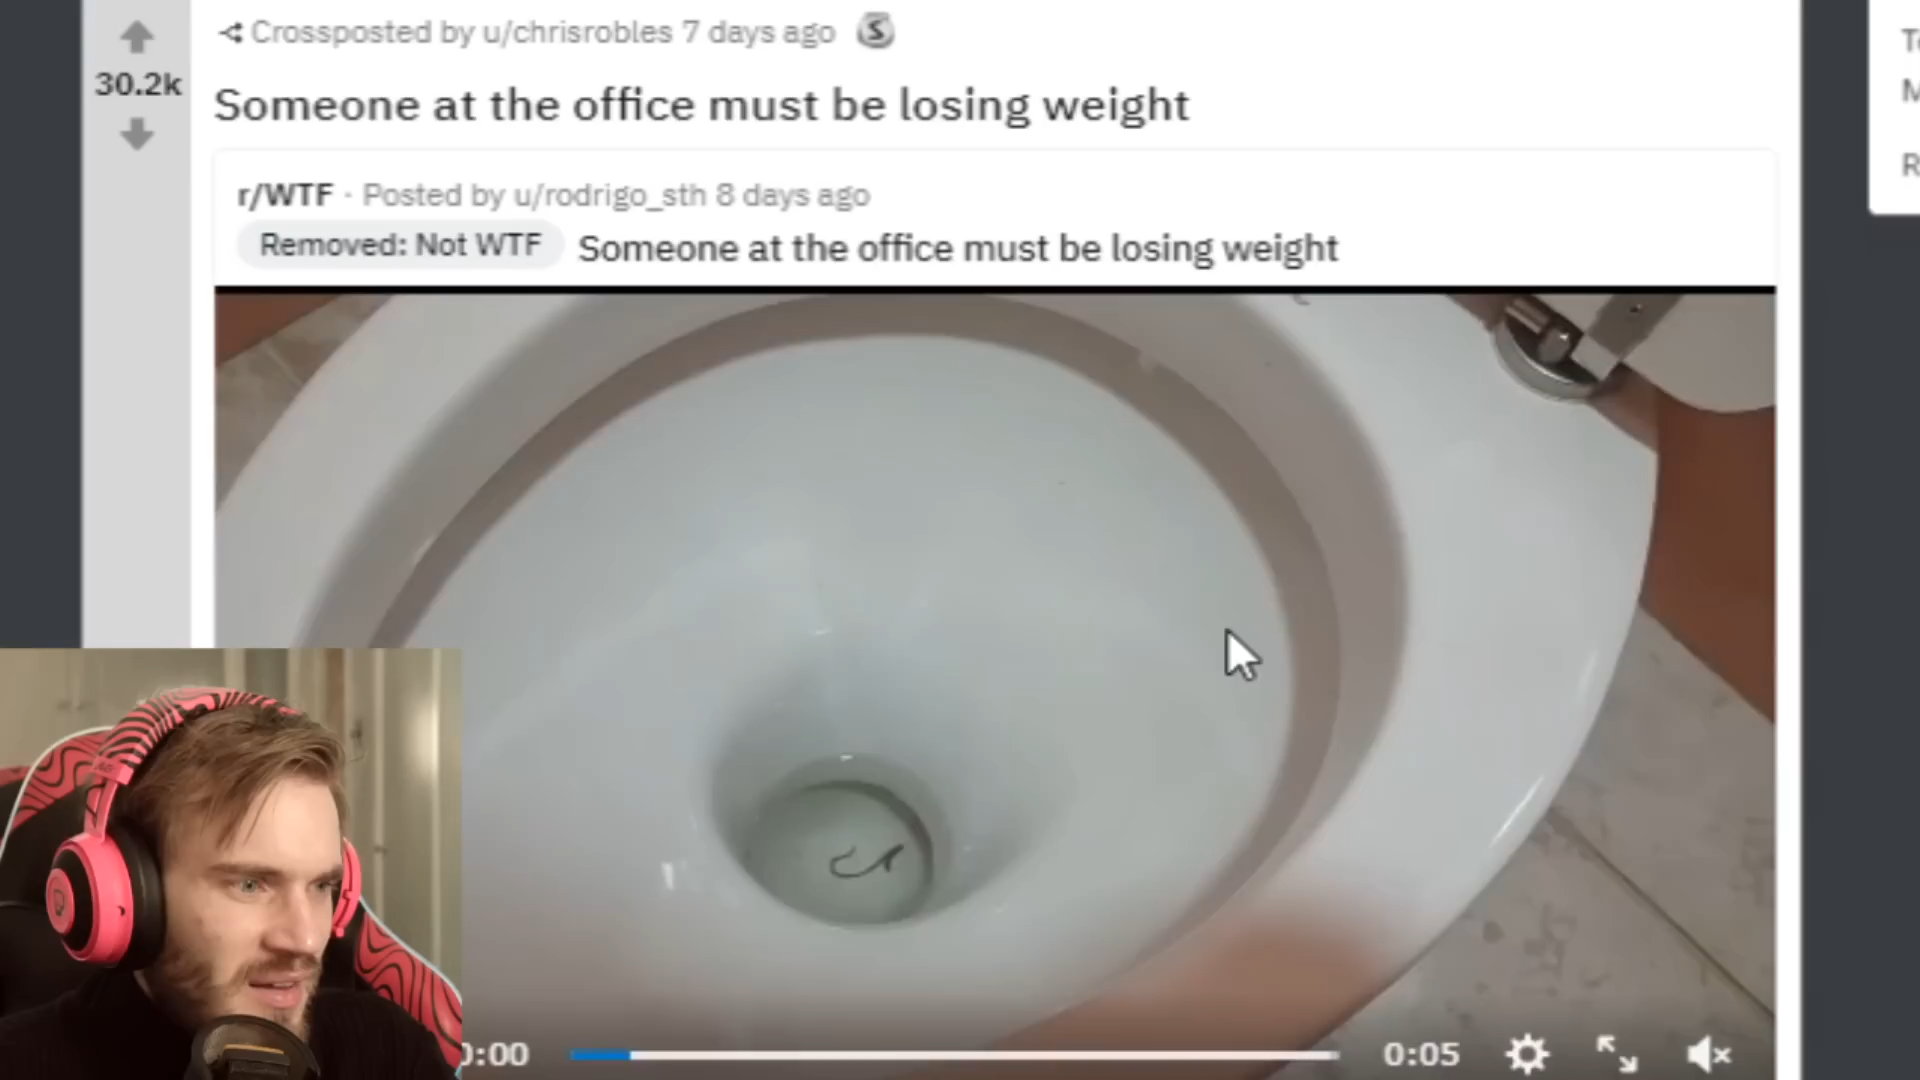 Crossposted by u/chrisrobles 7 days ago
30.2k
Someone at the office must be losing weight
r/WTF · Posted by u/rodrigo_sth 8 days ago
Removed: Not WTF Someone at the office must be losing weight
0:00
0:05